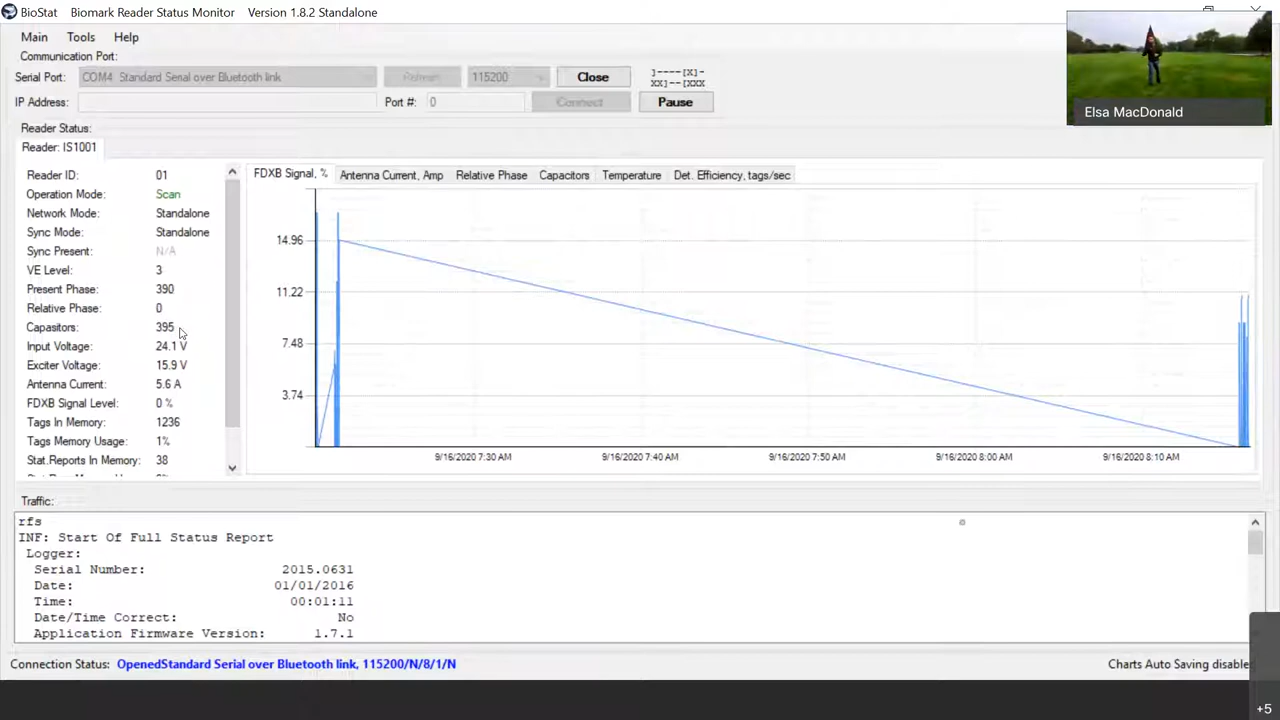 BioStat Biomark Reader Status Monitor Version 1.8.2 Standalone
Main Tools Help
Communication Port:
Serial Port: COM4 Standard Serial over Bluetooth link Refresh 115200 Close ]----[X]-
XX]--[XXX
IP Address: Port #: 0 Connect Pause
Elsa MacDonald
Reader Status:
Reader: IS1001
Reader ID: 01
Operation Mode: Scan
Network Mode: Standalone
Sync Mode: Standalone
Sync Present: N/A
VE Level: 3
Present Phase: 390
Relative Phase: 0
Capasitors: 395
Input Voltage: 24.1 V
Exciter Voltage: 15.9 V
Antenna Current: 5.6 A
FDXB Signal Level: 0 %
Tags In Memory: 1236
Tags Memory Usage: 1%
Stat.Reports In Memory: 38
FDXB Signal, % Antenna Current, Amp Relative Phase Capacitors Temperature Det. Efficiency, tags/sec
14.96
11.22
7.48
3.74
9/16/2020 7:30 AM 9/16/2020 7:40 AM 9/16/2020 7:50 AM 9/16/2020 8:00 AM 9/16/2020 8:10 AM
Traffic:
rfs
INF: Start Of Full Status Report
Logger:
Serial Number: 2015.0631
Date: 01/01/2016
Time: 00:01:11
Date/Time Correct: No
Application Firmware Version: 1.7.1
Connection Status: OpenedStandard Serial over Bluetooth link, 115200/N/8/1/N Charts Auto Saving disabled
+5